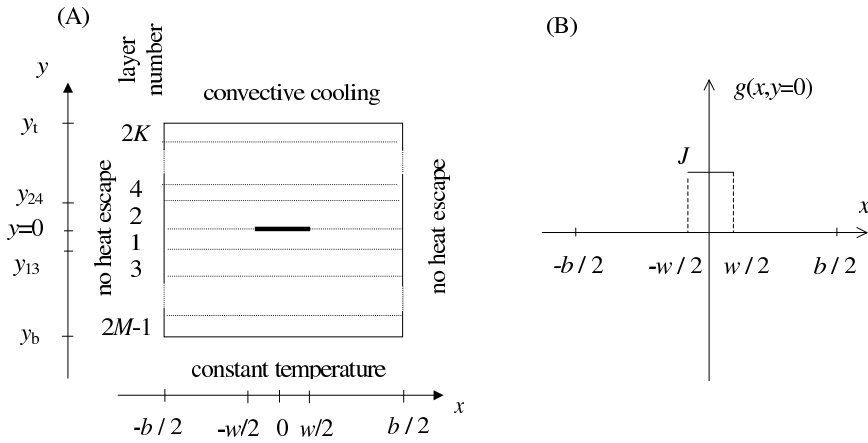 (A)
y
layer
number
convective cooling
y_t
2K
4
y_24
2
y=0
1
y_13
3
2M-1
y_b
no heat escape
no heat escape
constant temperature
x
-b / 2
-w/2
0
w/2
b / 2
(B)
g(x,y=0)
J
x
-b / 2
-w / 2
w / 2
b / 2